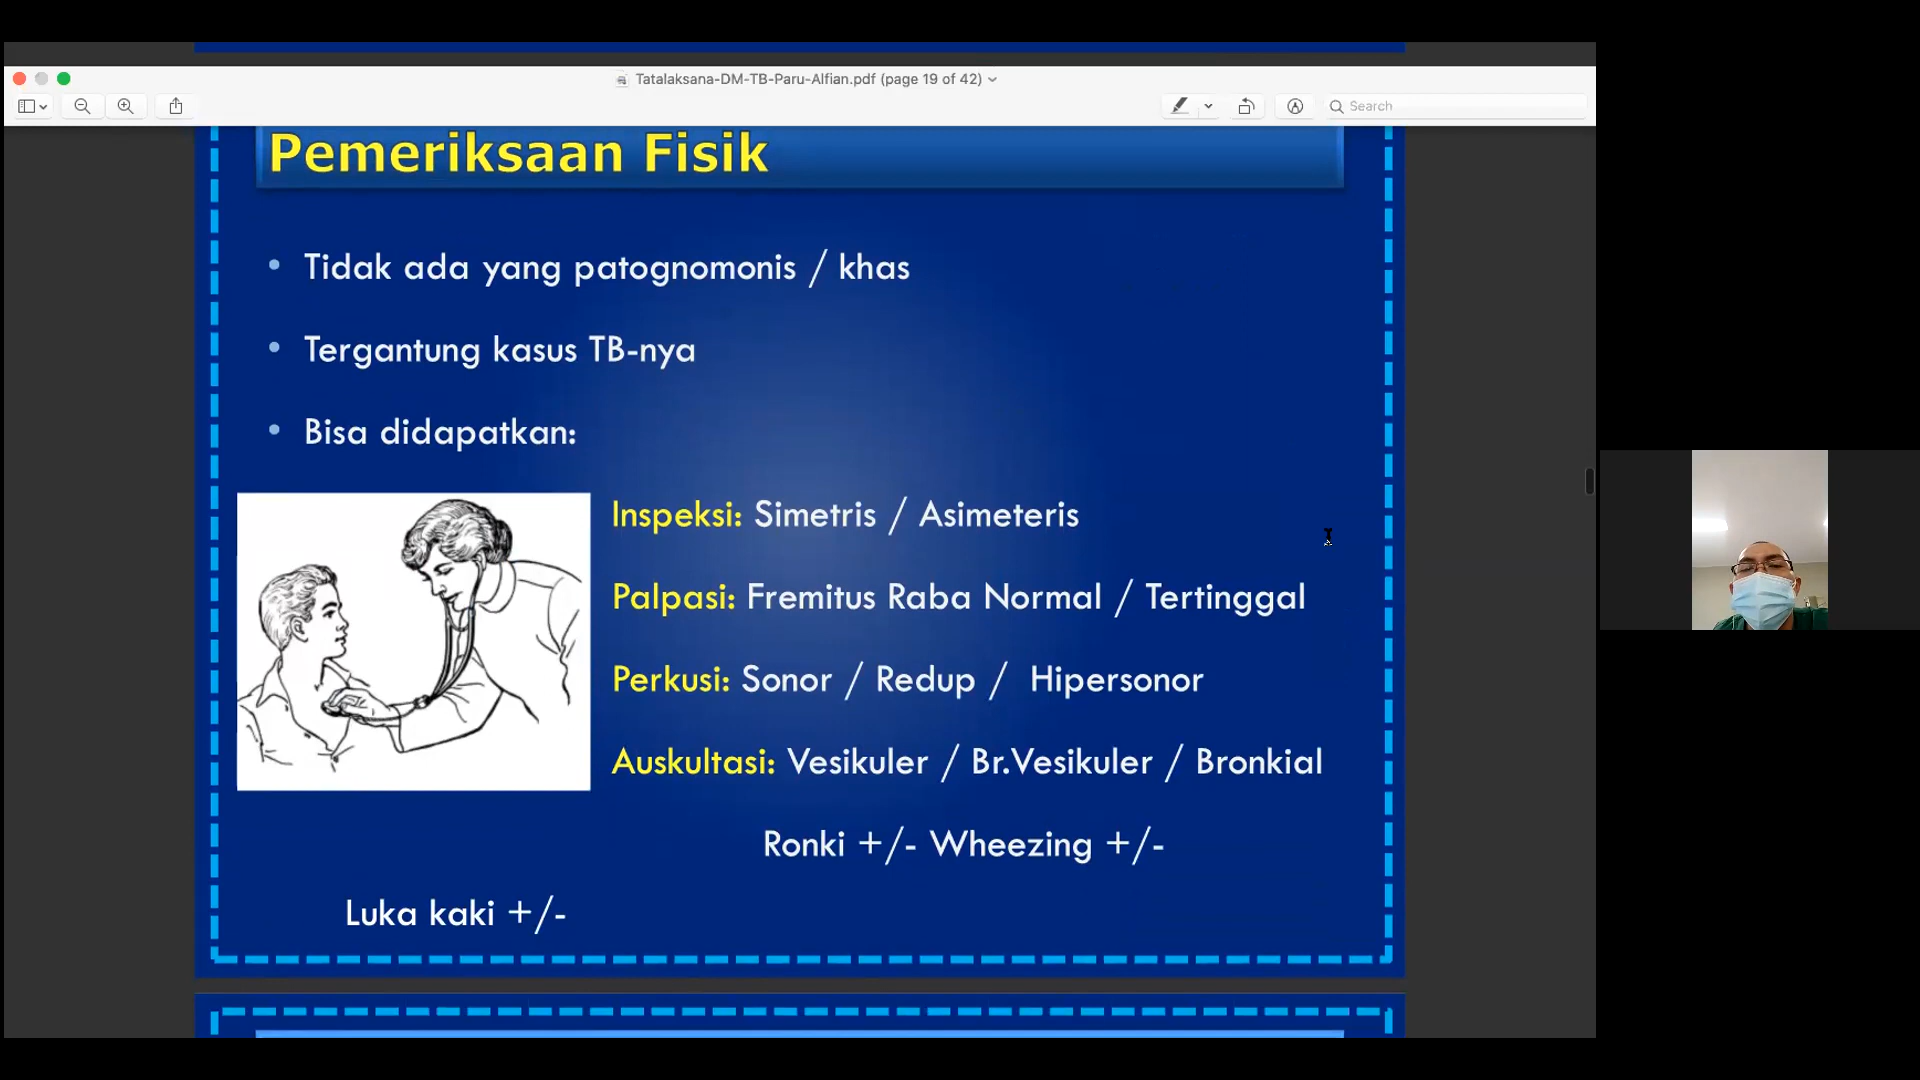 Tatalaksana-DM-TB-Paru-Alfian.pdf (page 19 of 42)
Search
Pemeriksaan Fisik
• Tidak ada yang patognomonis / khas
• Tergantung kasus TB-nya
• Bisa didapatkan:
Inspeksi: Simetris / Asimeteris
Palpasi: Fremitus Raba Normal / Tertinggal
Perkusi: Sonor / Redup / Hipersonor
Auskultasi: Vesikuler / Br.Vesikuler / Bronkial
Ronki +/- Wheezing +/-
Luka kaki +/-